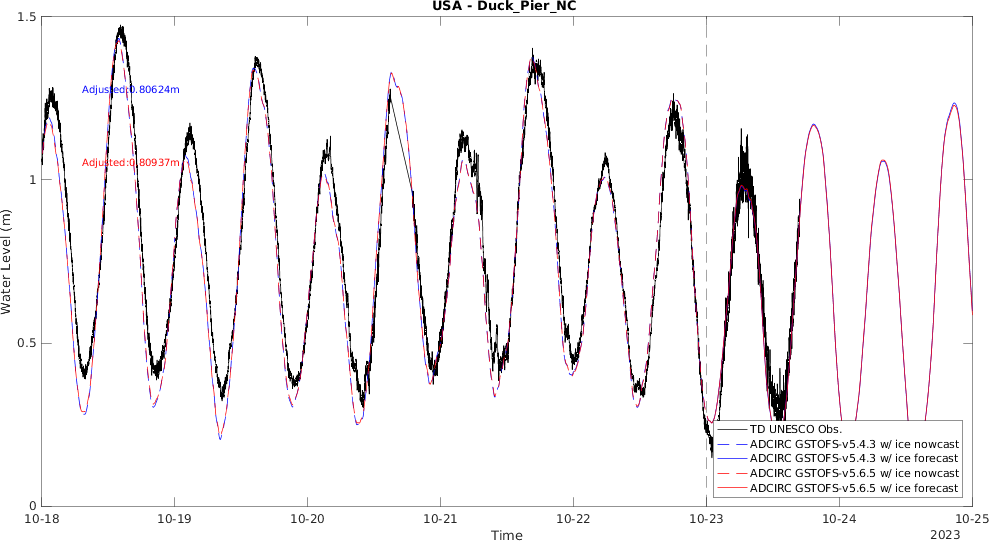 USA - Duck_Pier_NC
1.5
Adjusted:0.80624m
Adjusted:0.80937m
1
Water Level (m)
0.5
0
TD UNESCO Obs.
ADCIRC GSTOFS-v5.4.3 w/ ice nowcast
ADCIRC GSTOFS-v5.4.3 w/ ice forecast
ADCIRC GSTOFS-v5.6.5 w/ ice nowcast
ADCIRC GSTOFS-v5.6.5 w/ ice forecast
10-18 10-19 10-20 10-21 10-22 10-23 10-24 10-25
Time
2023